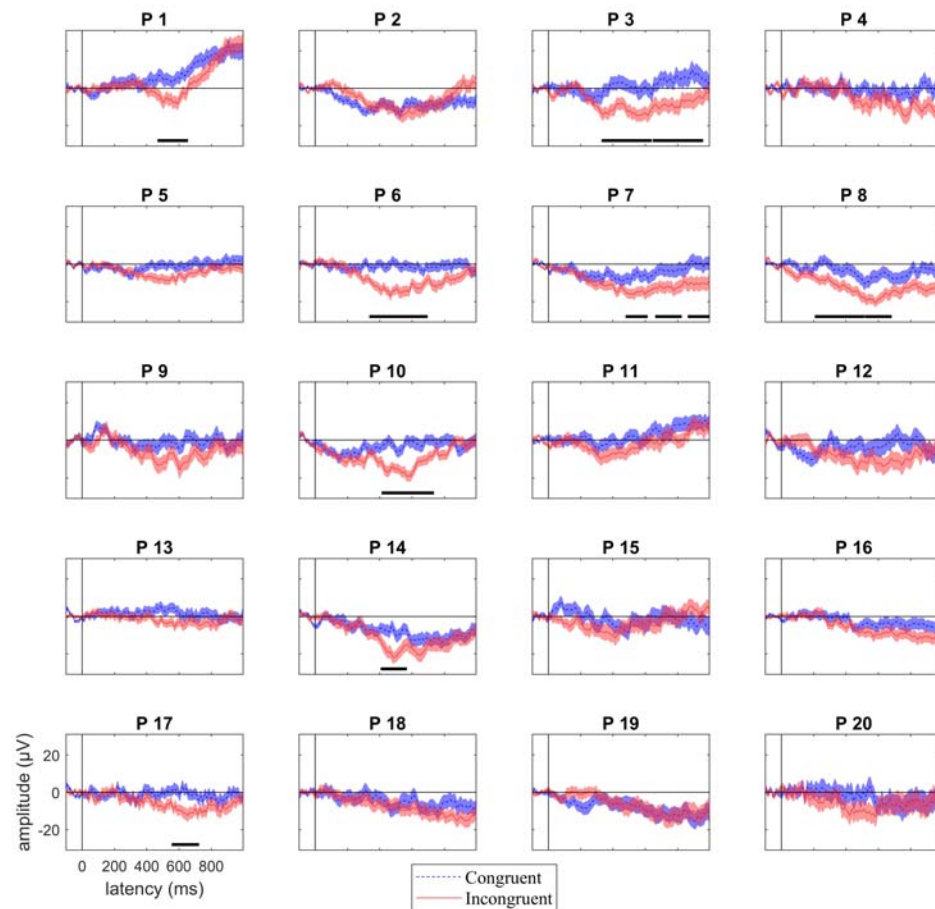 P 1
P 2
P 3
P 4
P 5
P 6
P 7
P 8
P 9
P 10
P 11
P 12
P 13
P 14
P 15
P 16
P 17
P 18
P 19
P 20
amplitude (µV)
20
0
-20
0 200 400 600 800
latency (ms)
Congruent
Incongruent